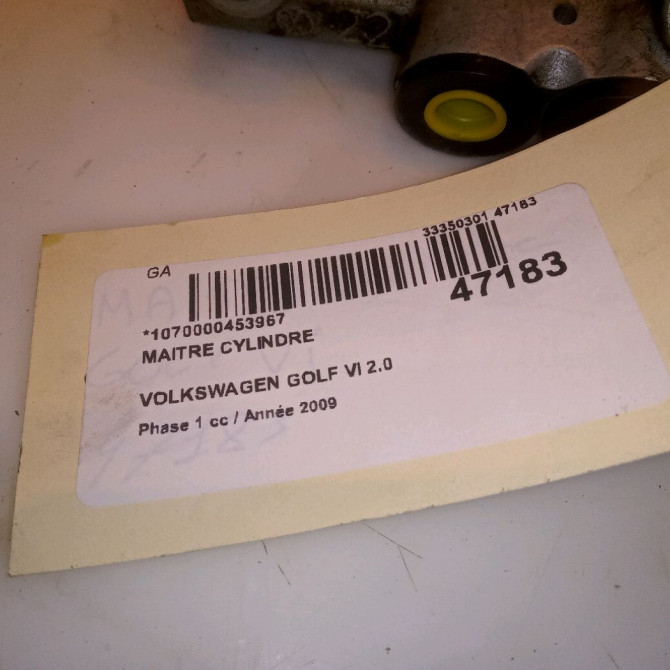 33350301 47183
GA
47183
*1070000453967
MAITRE CYLINDRE
VOLKSWAGEN GOLF VI 2.0
Phase 1 cc / Année 2009